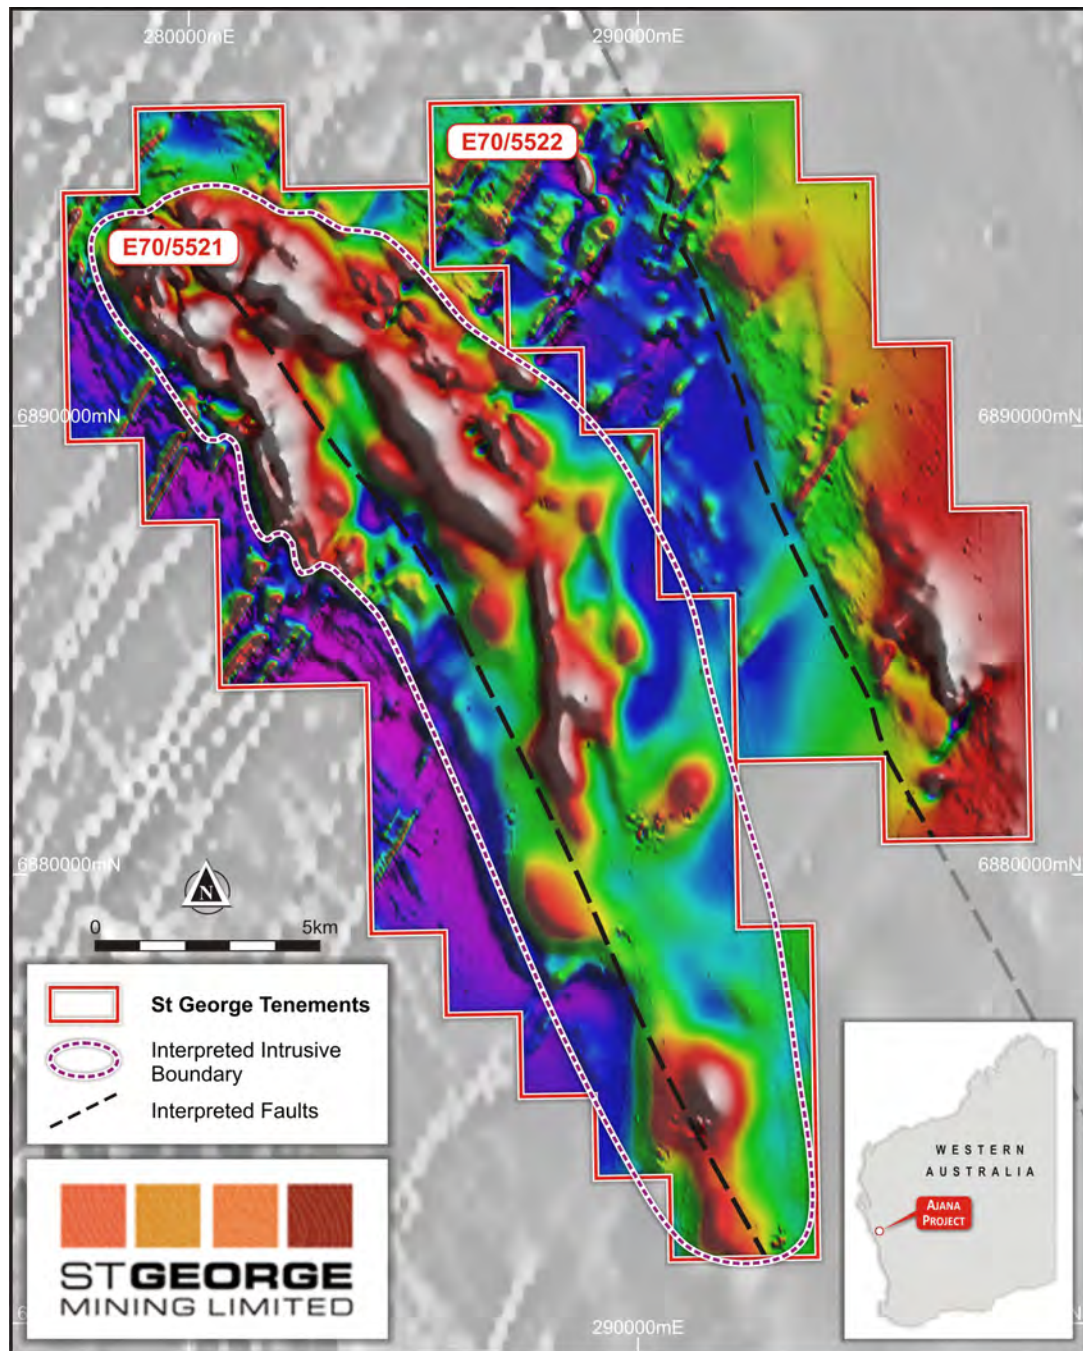 280000mE
290000mE
E70/5522
E70/5521
6890000mN
6890000mN
6880000mN
6880000mN
N
0
5km
St George Tenements
Interpreted Intrusive
Boundary
Interpreted Faults
STGEORGE
MINING LIMITED
WESTERN
AUSTRALIA
AJANA
PROJECT
290000mE